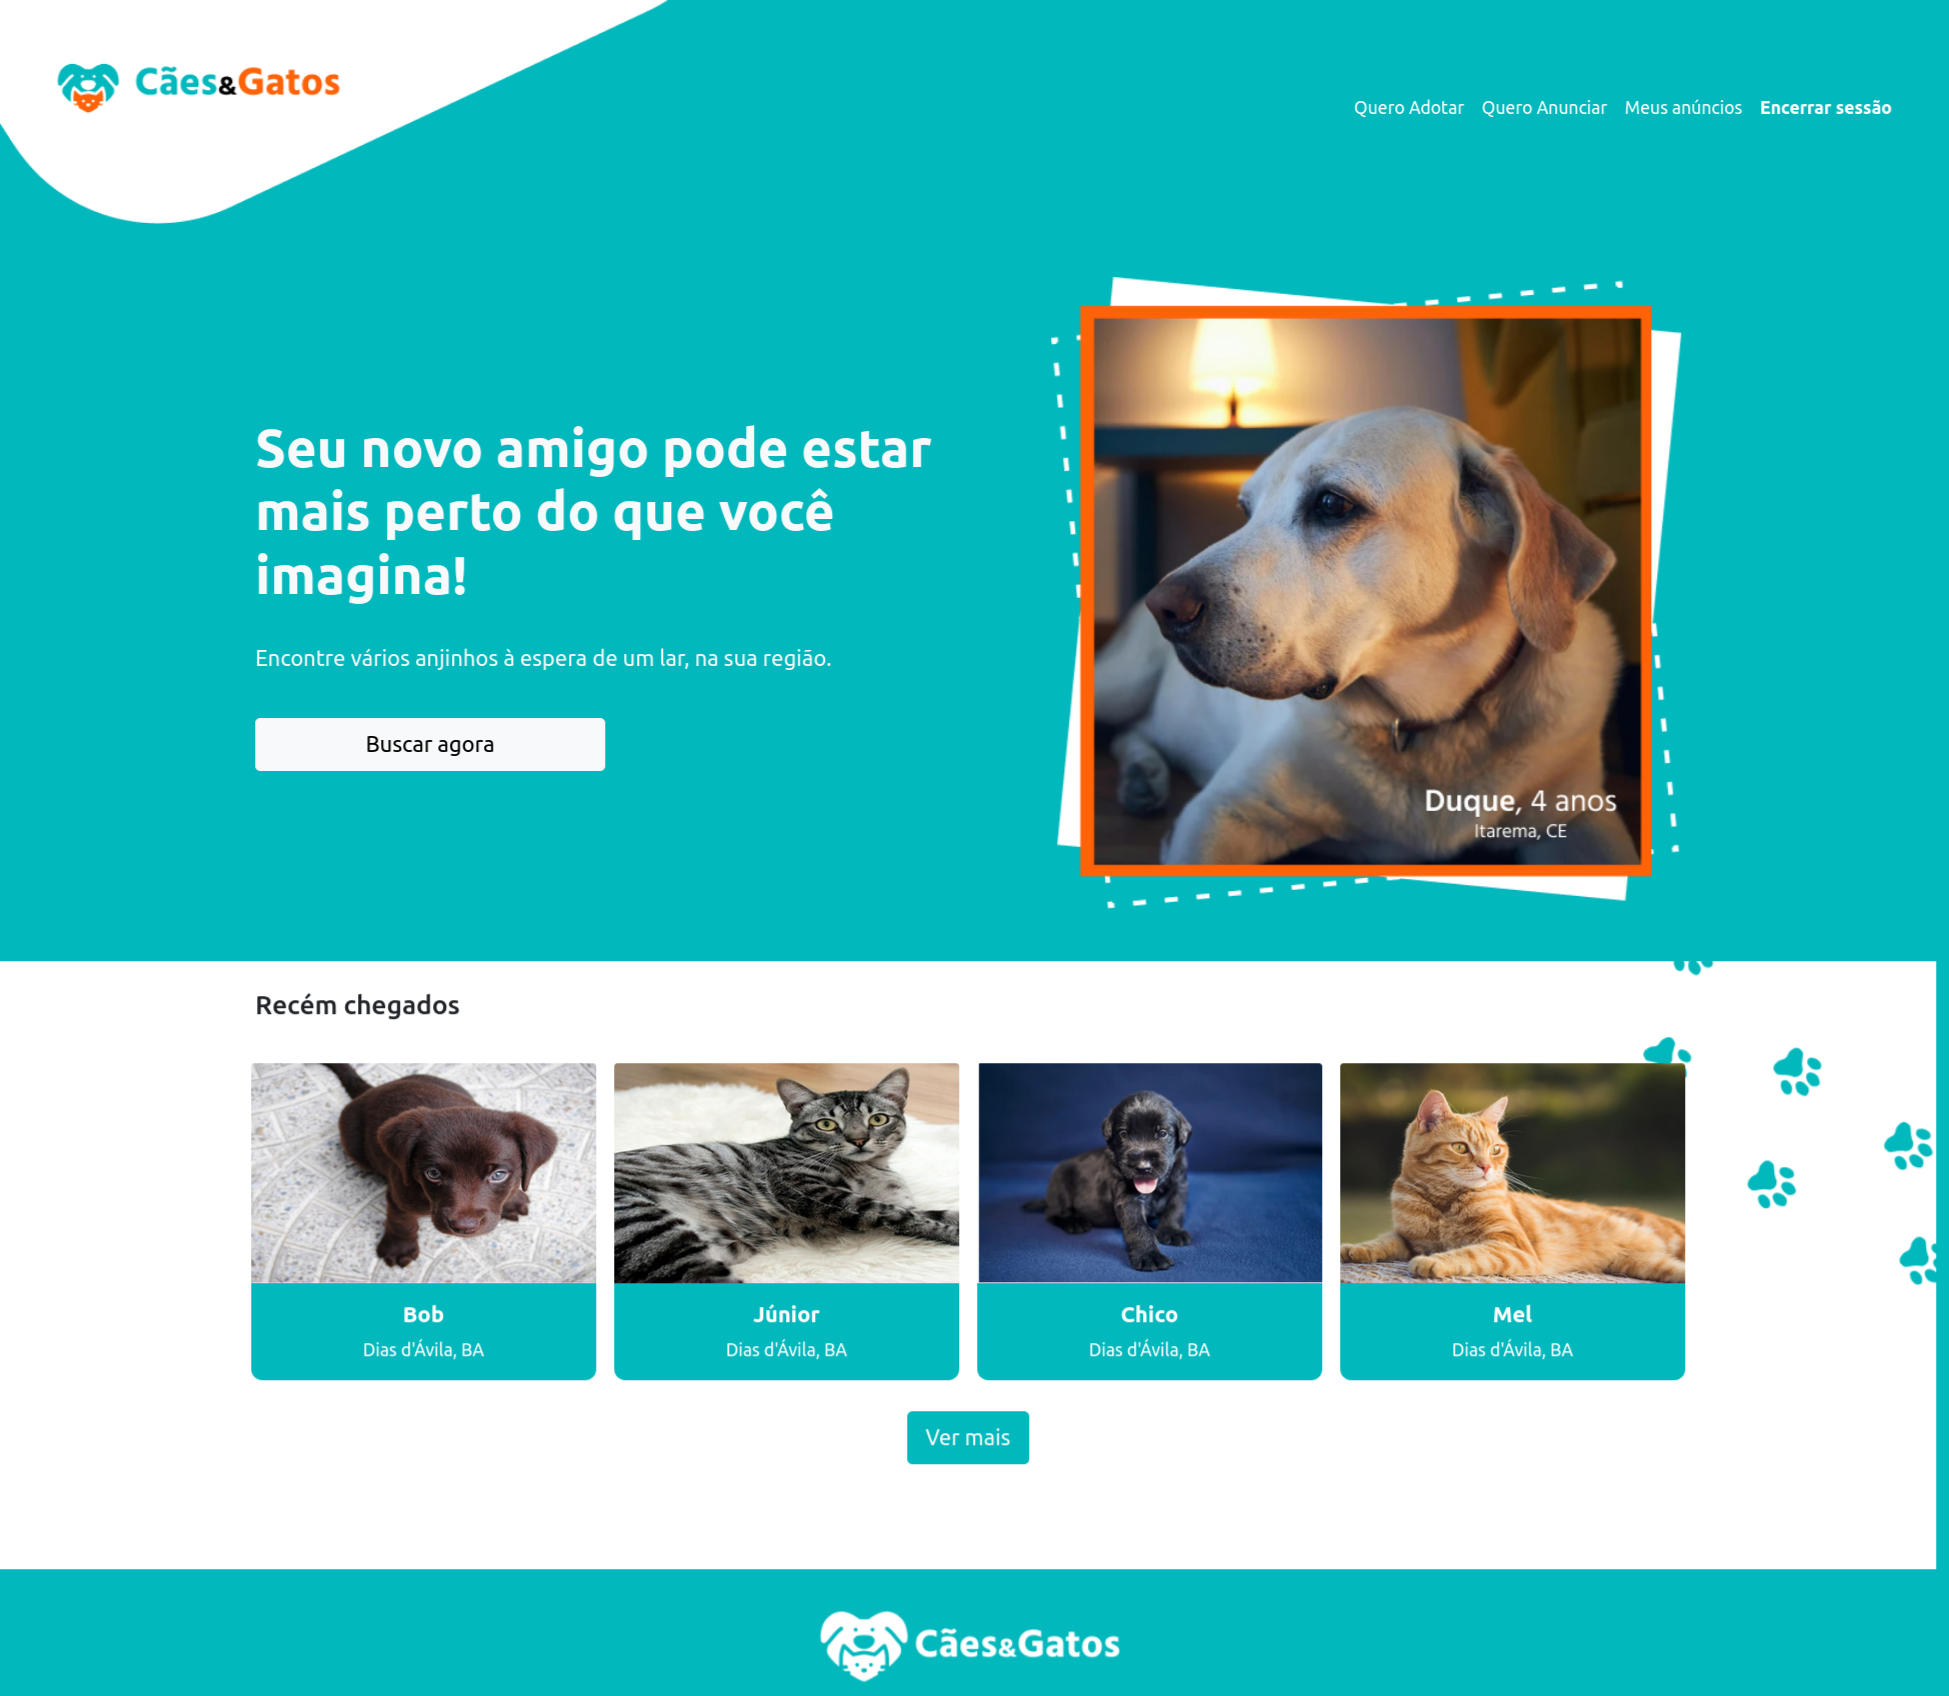 Cães&Gatos
Quero Adotar Quero Anunciar Meus anúncios Encerrar sessão
Seu novo amigo pode estar
mais perto do que você
imagina!
Encontre vários anjinhos à espera de um lar, na sua região.
Buscar agora
Duque, 4 anos
Itarema, CE
Recém chegados
Bob
Dias d'Ávila, BA
Júnior
Dias d'Ávila, BA
Chico
Dias d'Ávila, BA
Mel
Dias d'Ávila, BA
Ver mais
Cães&Gatos